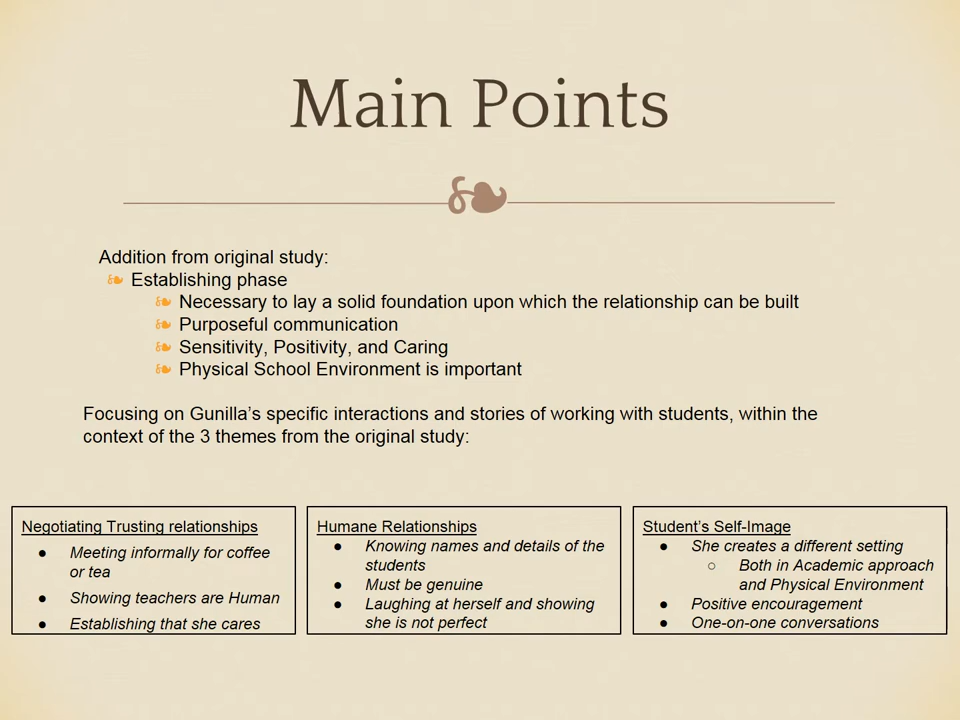 Main Points
Addition from original study:
Establishing phase
Necessary to lay a solid foundation upon which the relationship can be built
Purposeful communication
Sensitivity, Positivity, and Caring
Physical School Environment is important
Focusing on Gunilla's specific interactions and stories of working with students, within the
context of the 3 themes from the original study:
Negotiating Trusting relationships
● Meeting informally for coffee
or tea
● Showing teachers are Human
● Establishing that she cares
Humane Relationships
● Knowing names and details of the
students
● Must be genuine
● Laughing at herself and showing
she is not perfect
Student's Self-Image
● She creates a different setting
○ Both in Academic approach
and Physical Environment
● Positive encouragement
● One-on-one conversations